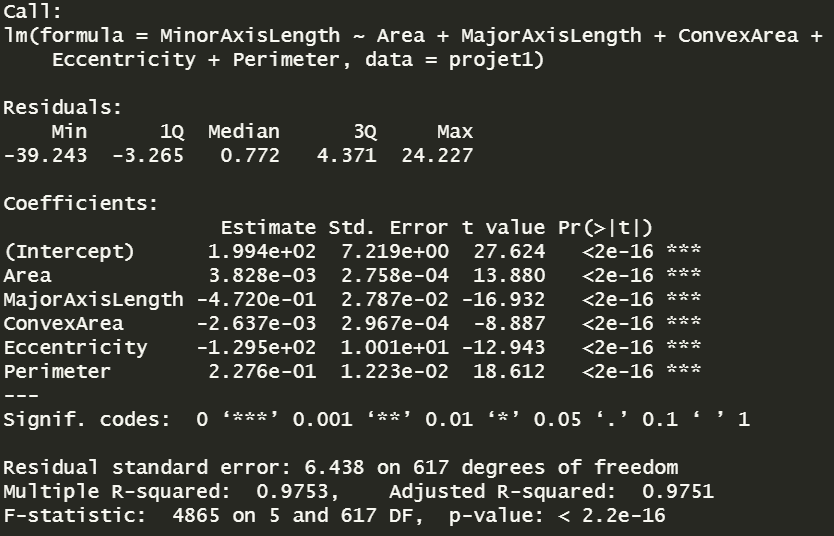 Call:
lm(formula = MinorAxisLength ~ Area + MajorAxisLength + ConvexArea +
    Eccentricity + Perimeter, data = projet1)

Residuals:
    Min      1Q  Median      3Q     Max
-39.243  -3.265   0.772   4.371  24.227

Coefficients:
                  Estimate Std. Error t value Pr(>|t|)
(Intercept)      1.994e+02  7.219e+00  27.624   <2e-16 ***
Area             3.828e-03  2.758e-04  13.880   <2e-16 ***
MajorAxisLength -4.720e-01  2.787e-02 -16.932   <2e-16 ***
ConvexArea      -2.637e-03  2.967e-04  -8.887   <2e-16 ***
Eccentricity    -1.295e+02  1.001e+01 -12.943   <2e-16 ***
Perimeter        2.276e-01  1.223e-02  18.612   <2e-16 ***
---
Signif. codes:  0 ‘***’ 0.001 ‘**’ 0.01 ‘*’ 0.05 ‘.’ 0.1 ‘ ’ 1

Residual standard error: 6.438 on 617 degrees of freedom
Multiple R-squared:  0.9753,    Adjusted R-squared:  0.9751
F-statistic:  4865 on 5 and 617 DF,  p-value: < 2.2e-16